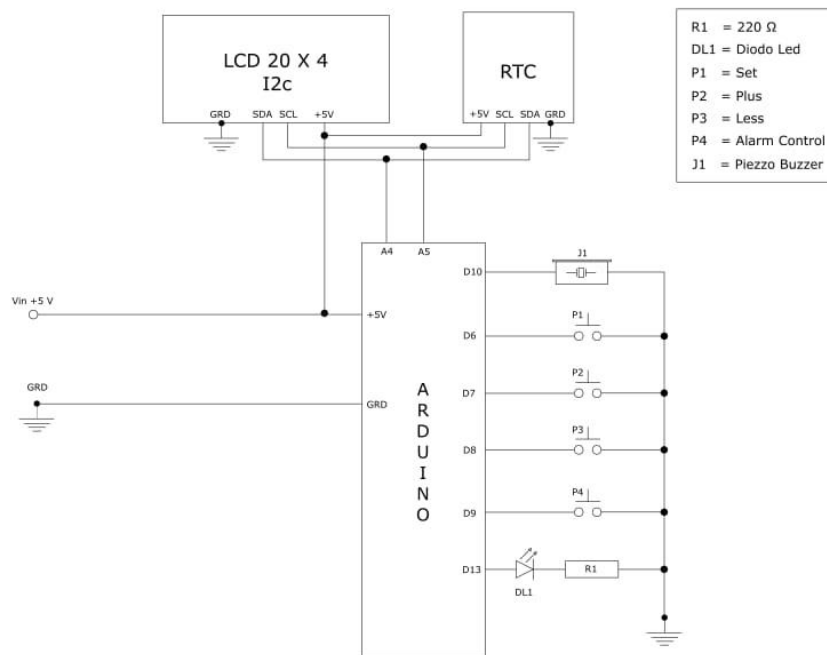 LCD 20 X 4
I2c
GRD SDA SCL +5V
RTC
+5V SCL SDA GRD
R1 = 220 Ω
DL1 = Diodo Led
P1 = Set
P2 = Plus
P3 = Less
P4 = Alarm Control
J1 = Piezzo Buzzer
A4 A5
J1
D10
Vin +5 V
+5V
P1
D6
GRD
GRD
P2
D7
P3
D8
P4
D9
ARDUINO
D13
R1
DL1